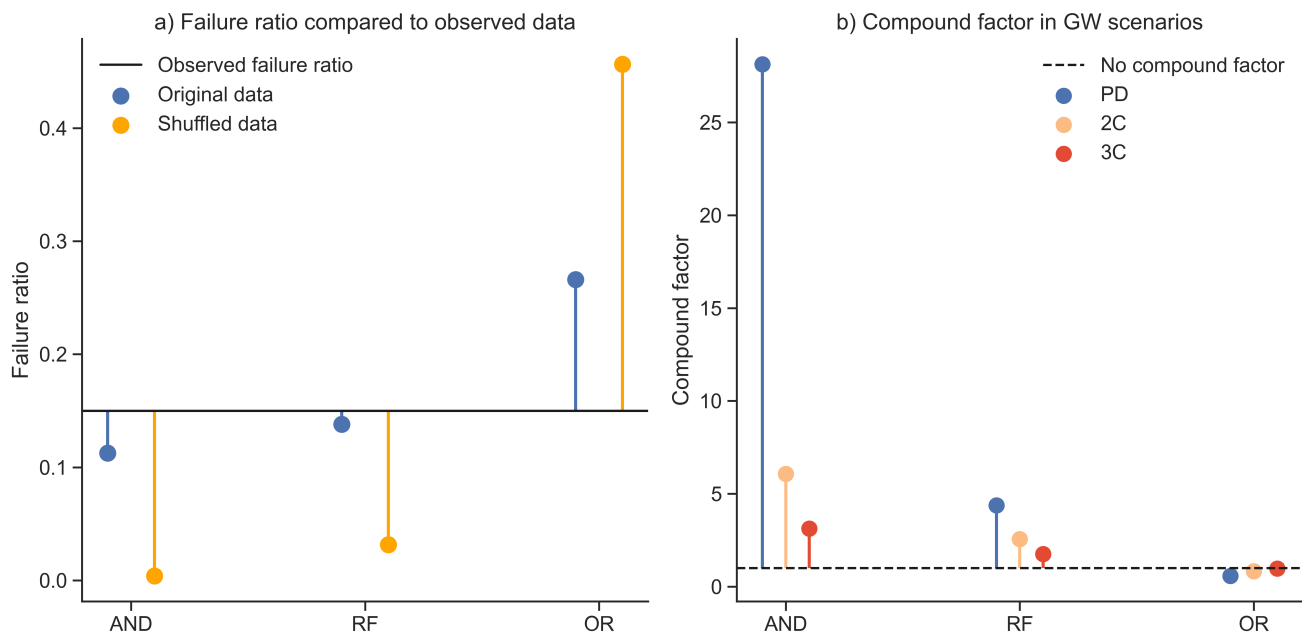 a) Failure ratio compared to observed data
Observed failure ratio
Original data
Shuffled data
Failure ratio
0.4
0.3
0.2
0.1
0.0
AND
RF
OR
b) Compound factor in GW scenarios
No compound factor
PD
2C
3C
Compound factor
25
20
15
10
5
0
AND
RF
OR